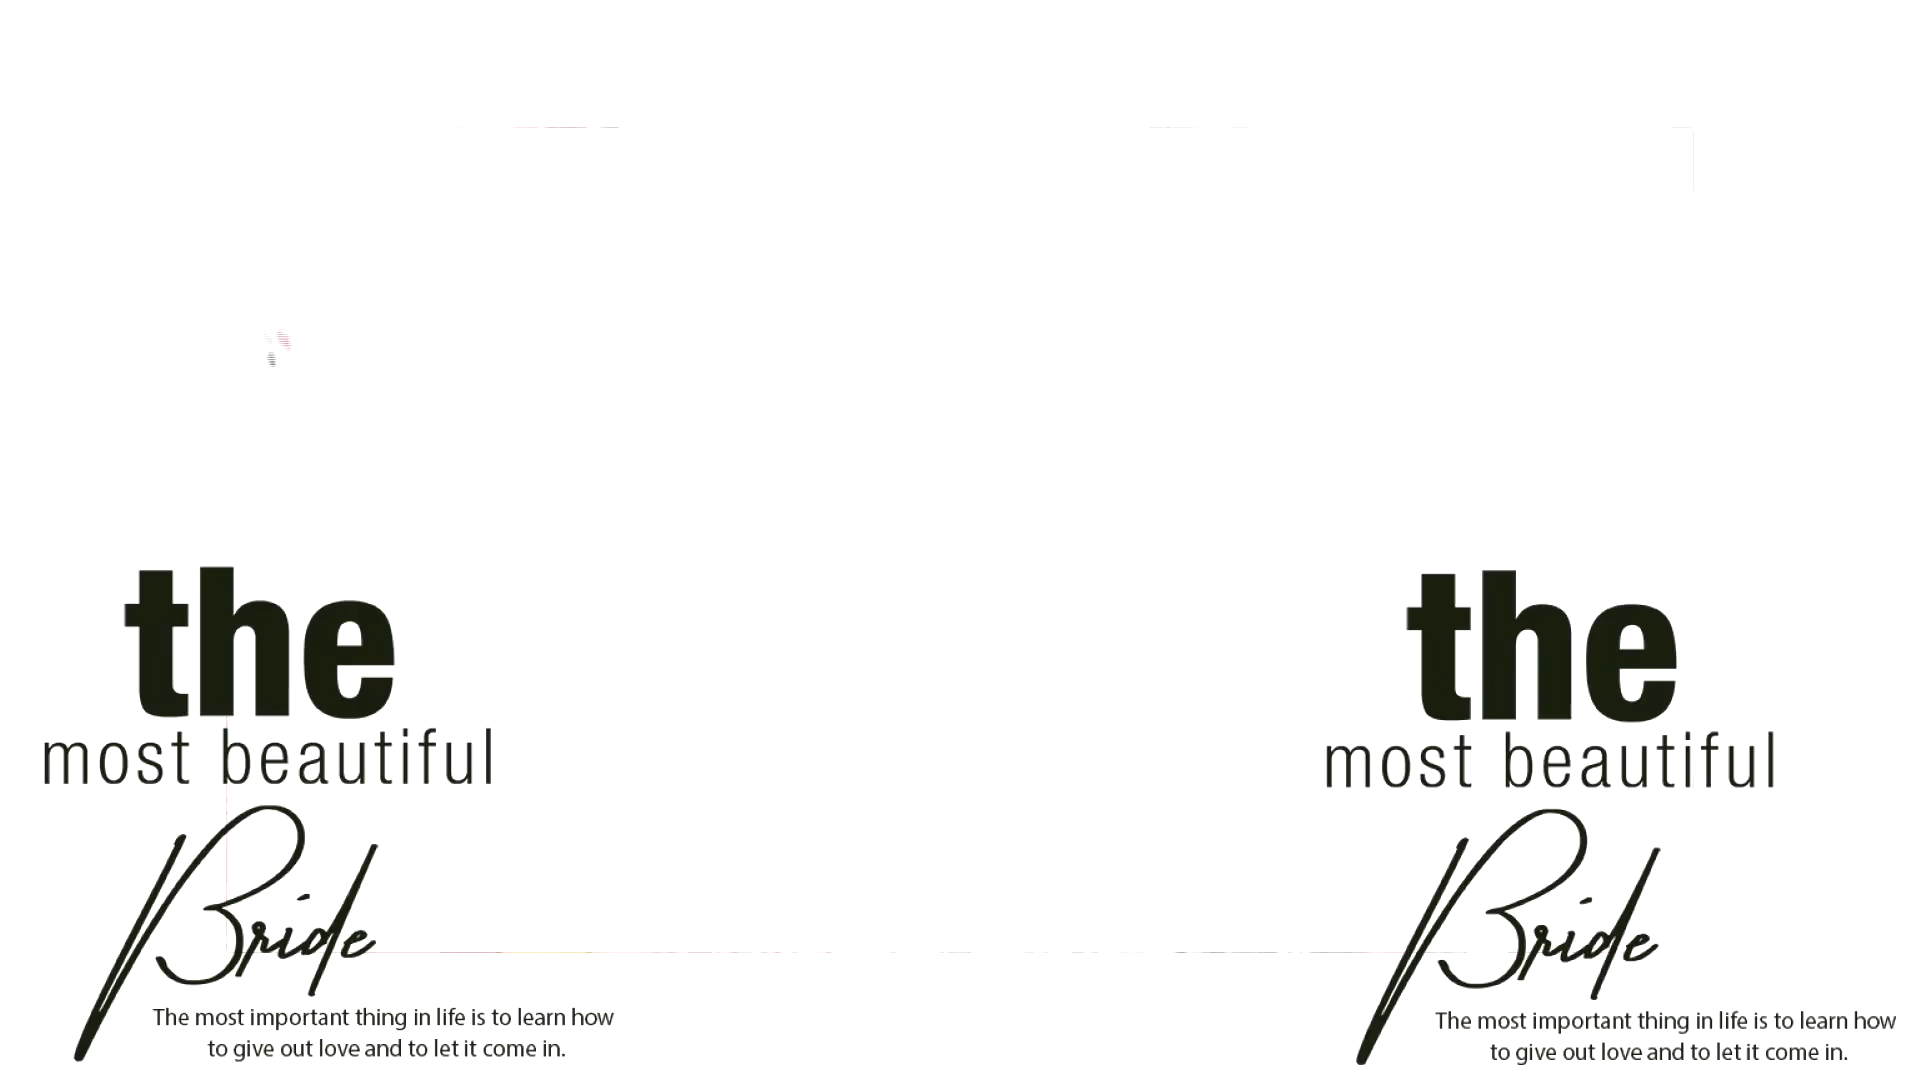 the
most beautiful
Bride
The most important thing in life is to learn how
to give out love and to let it come in.
the
most beautiful
Bride
The most important thing in life is to learn how
to give out love and to let it come in.